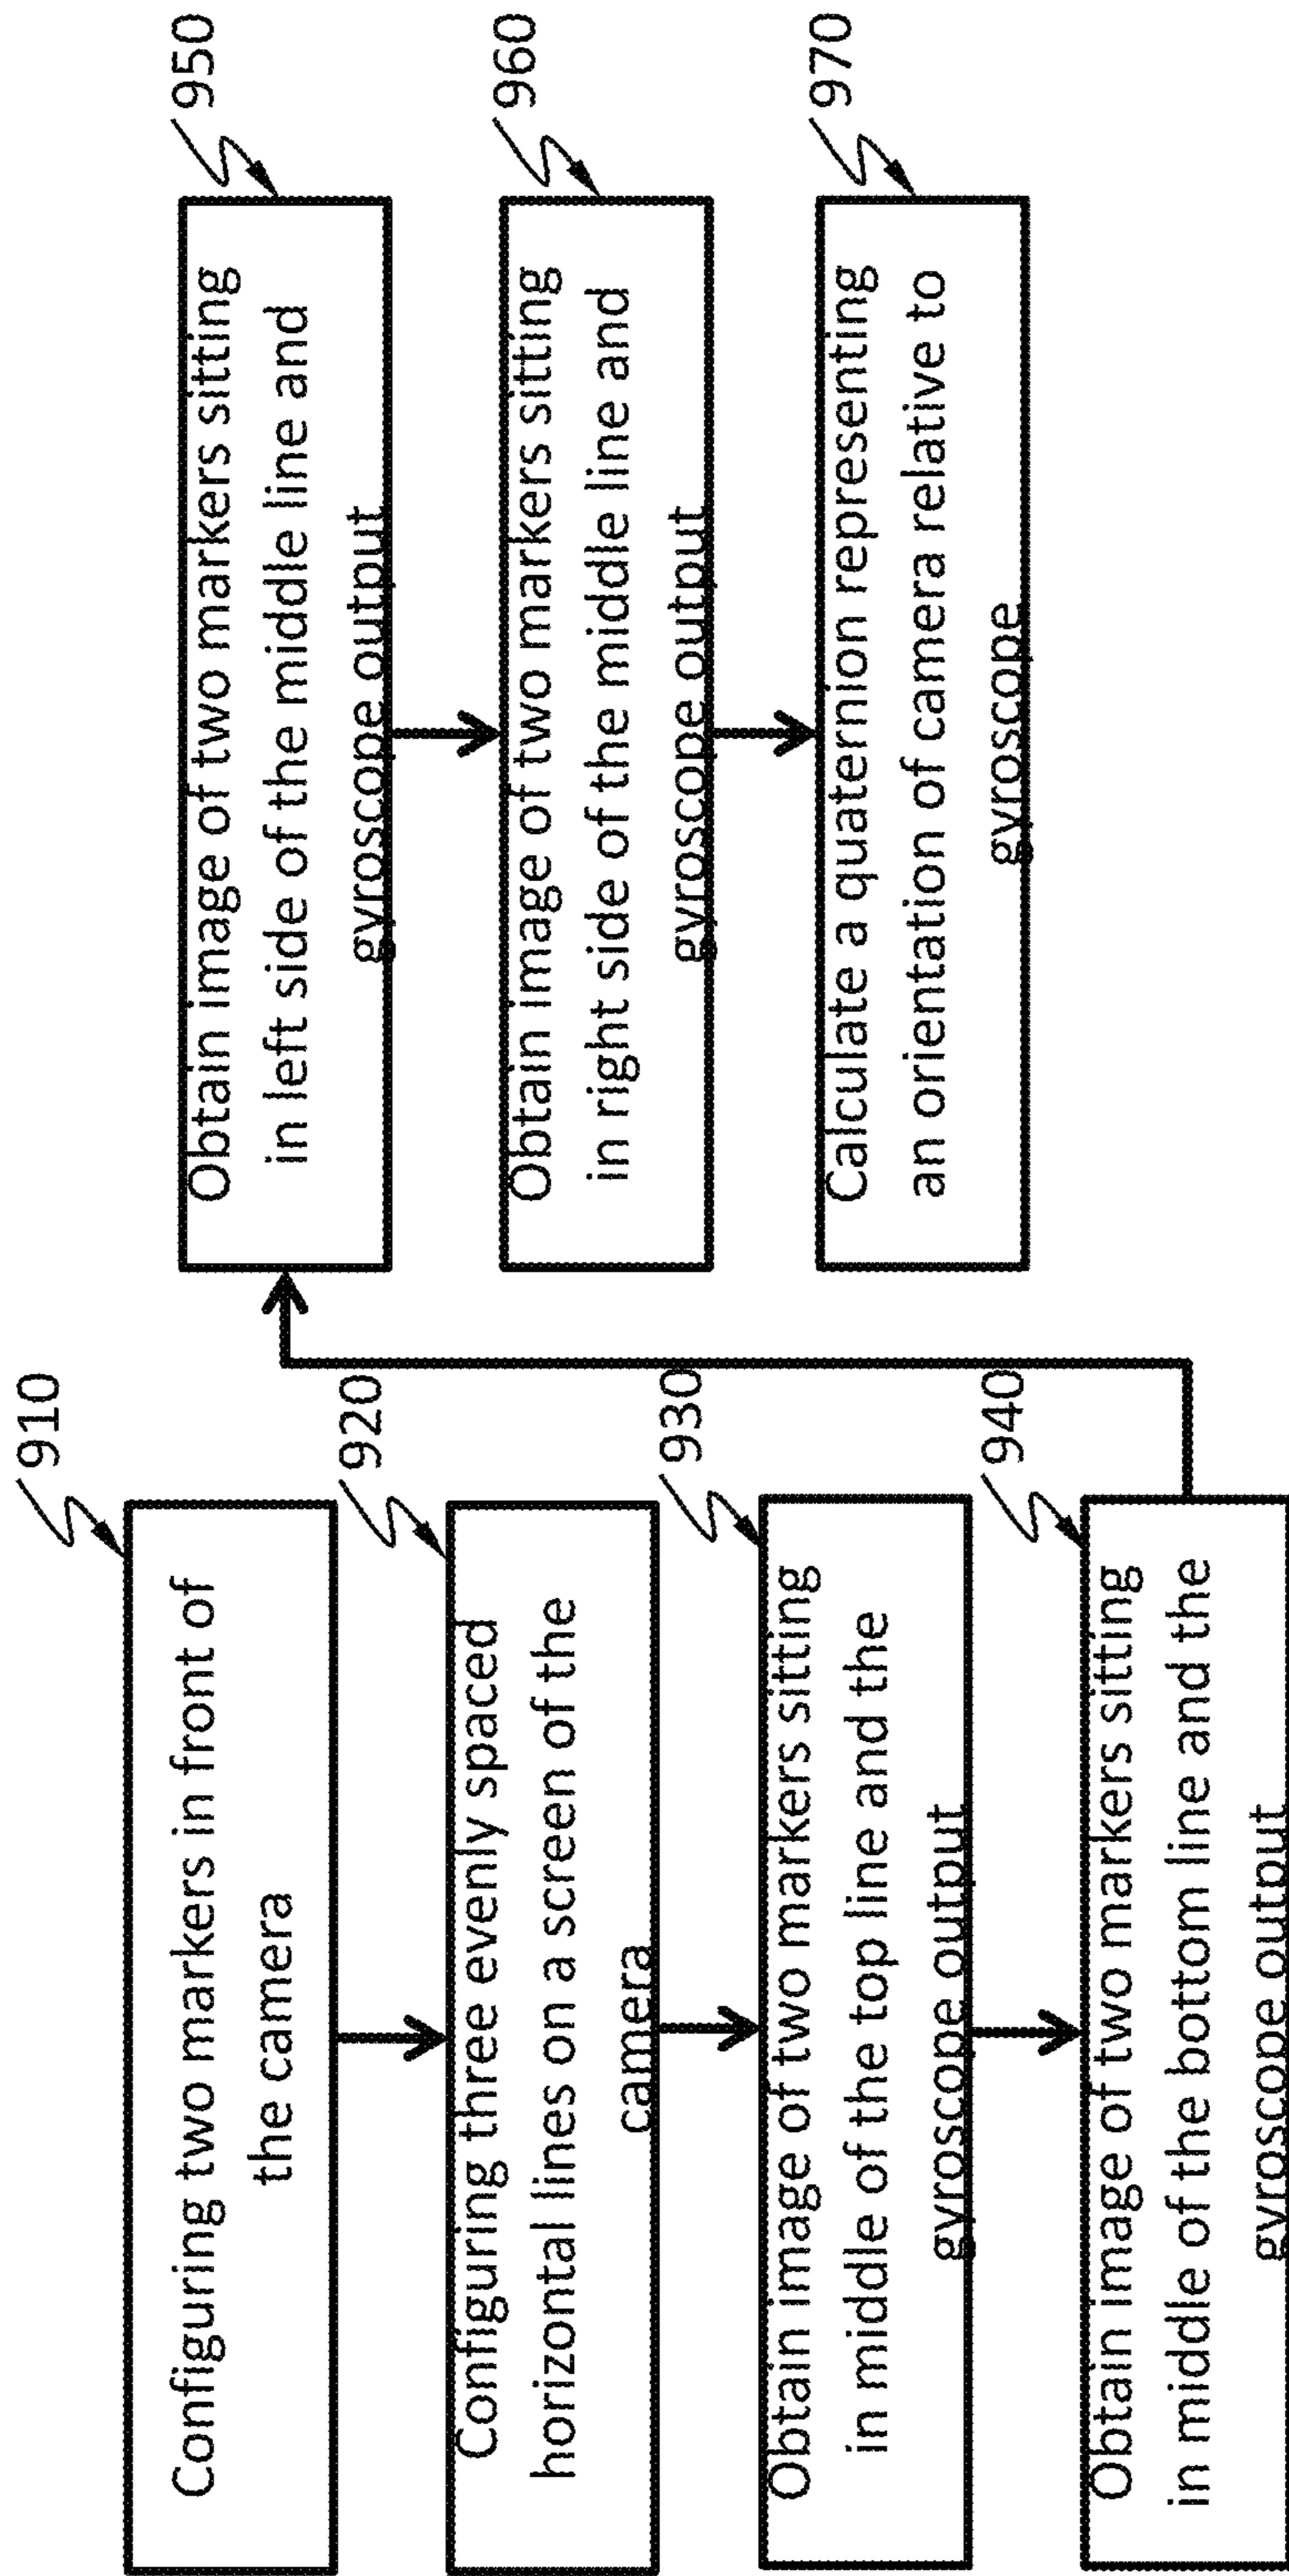 910
Configuring two markers in front of
the camera
920
Configuring three evenly spaced
horizontal lines on a screen of the
camera
930
Obtain image of two markers sitting
in middle of the top line and the
gyroscope output
940
Obtain image of two markers sitting
in middle of the bottom line and the
gyroscope output
950
Obtain image of two markers sitting
in left side of the middle line and
gyroscope output
960
Obtain image of two markers sitting
in right side of the middle line and
gyroscope output
970
Calculate a quaternion representing
an orientation of camera relative to
gyroscope